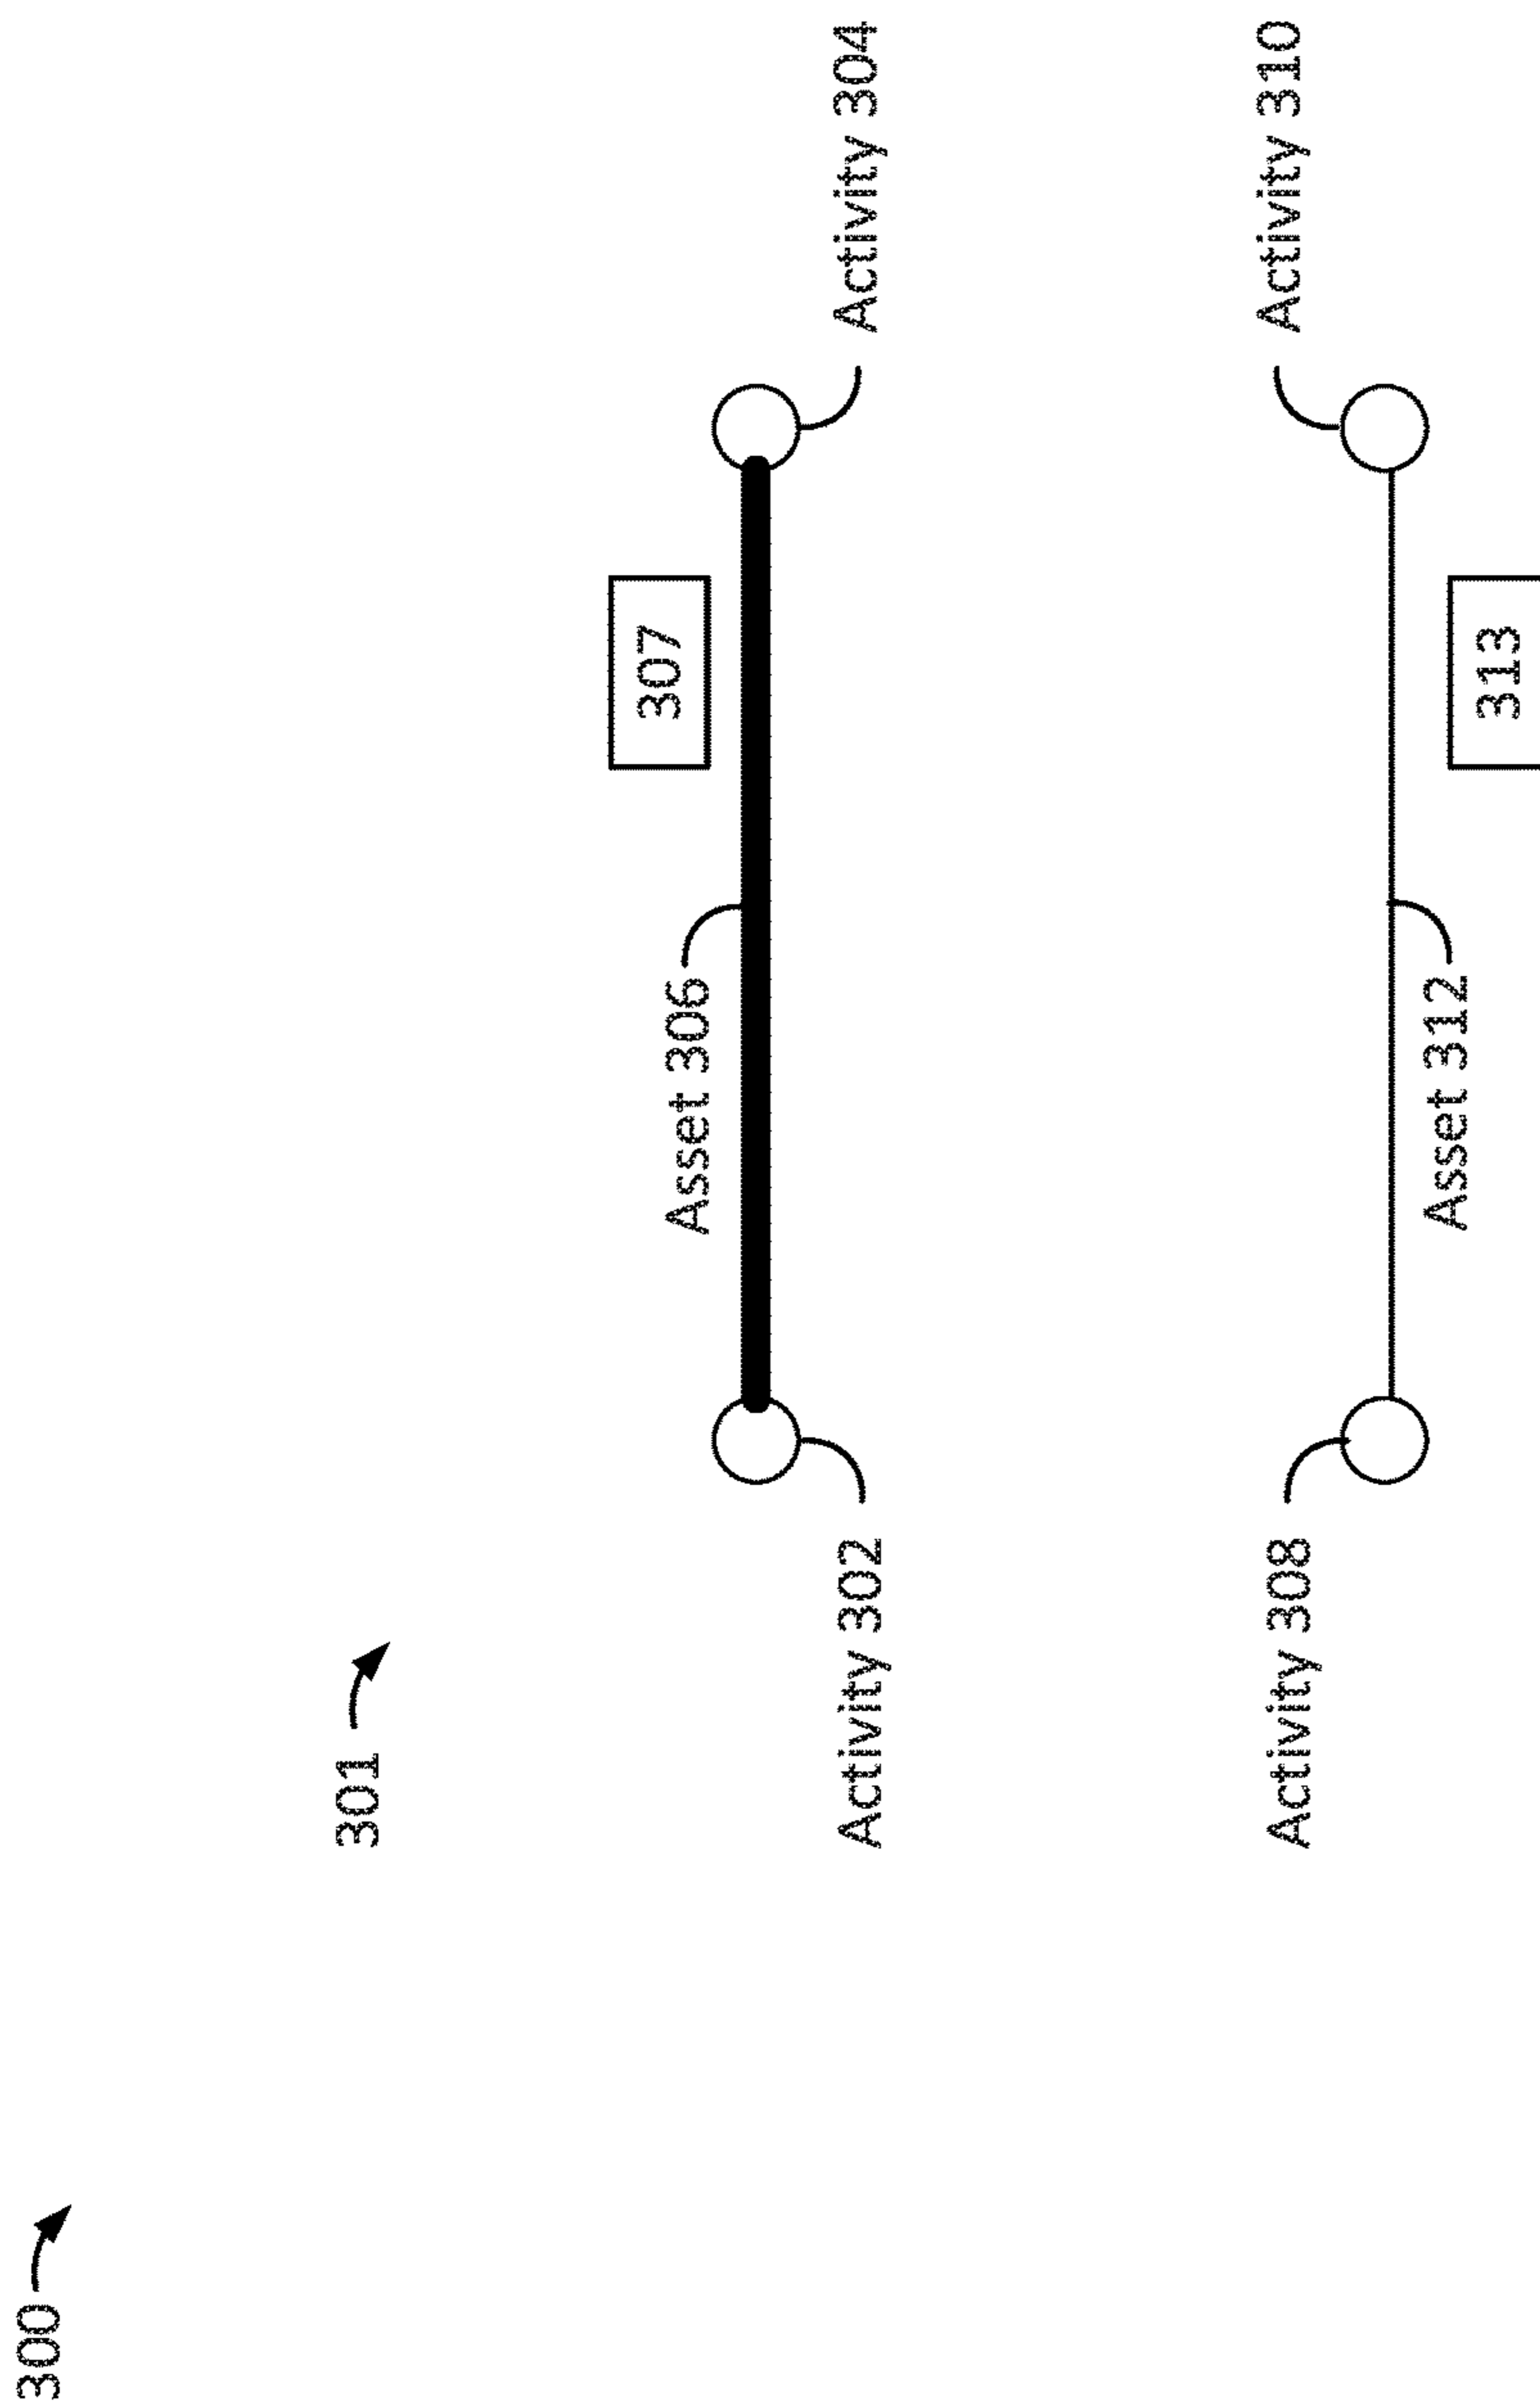 300
301
Asset 306
307
Activity 302
Activity 304
Activity 308
Activity 310
Asset 312
313